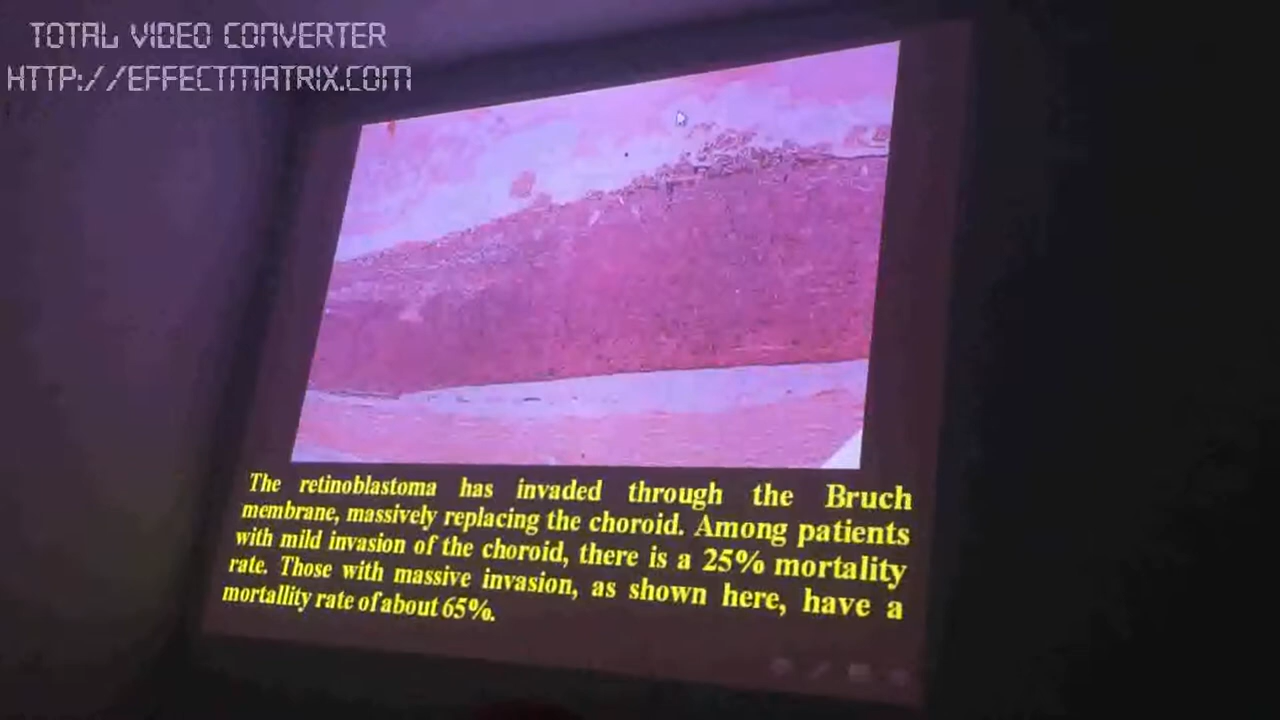 TOTAL VIDEO CONVERTER
HTTP://EFFECTMATRIX.COM
The retinoblastoma has invaded through the Bruch
membrane, massively replacing the choroid. Among patients
with mild invasion of the choroid, there is a 25% mortality
rate. Those with massive invasion, as shown here, have a
mortallity rate of about 65%.